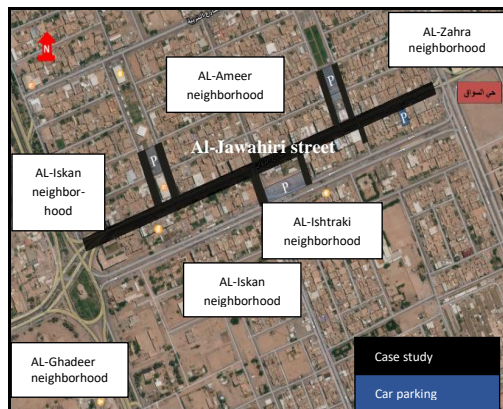 AL-Zahra
neighborhood
N
AL-Ameer
neighborhood
حي السواق
P
P
P
Al-Jawahiri street
AL-Iskan
neighbor-
hood
P
AL-Ishtraki
neighborhood
AL-Iskan
neighborhood
AL-Ghadeer
neighborhood
Case study
Car parking